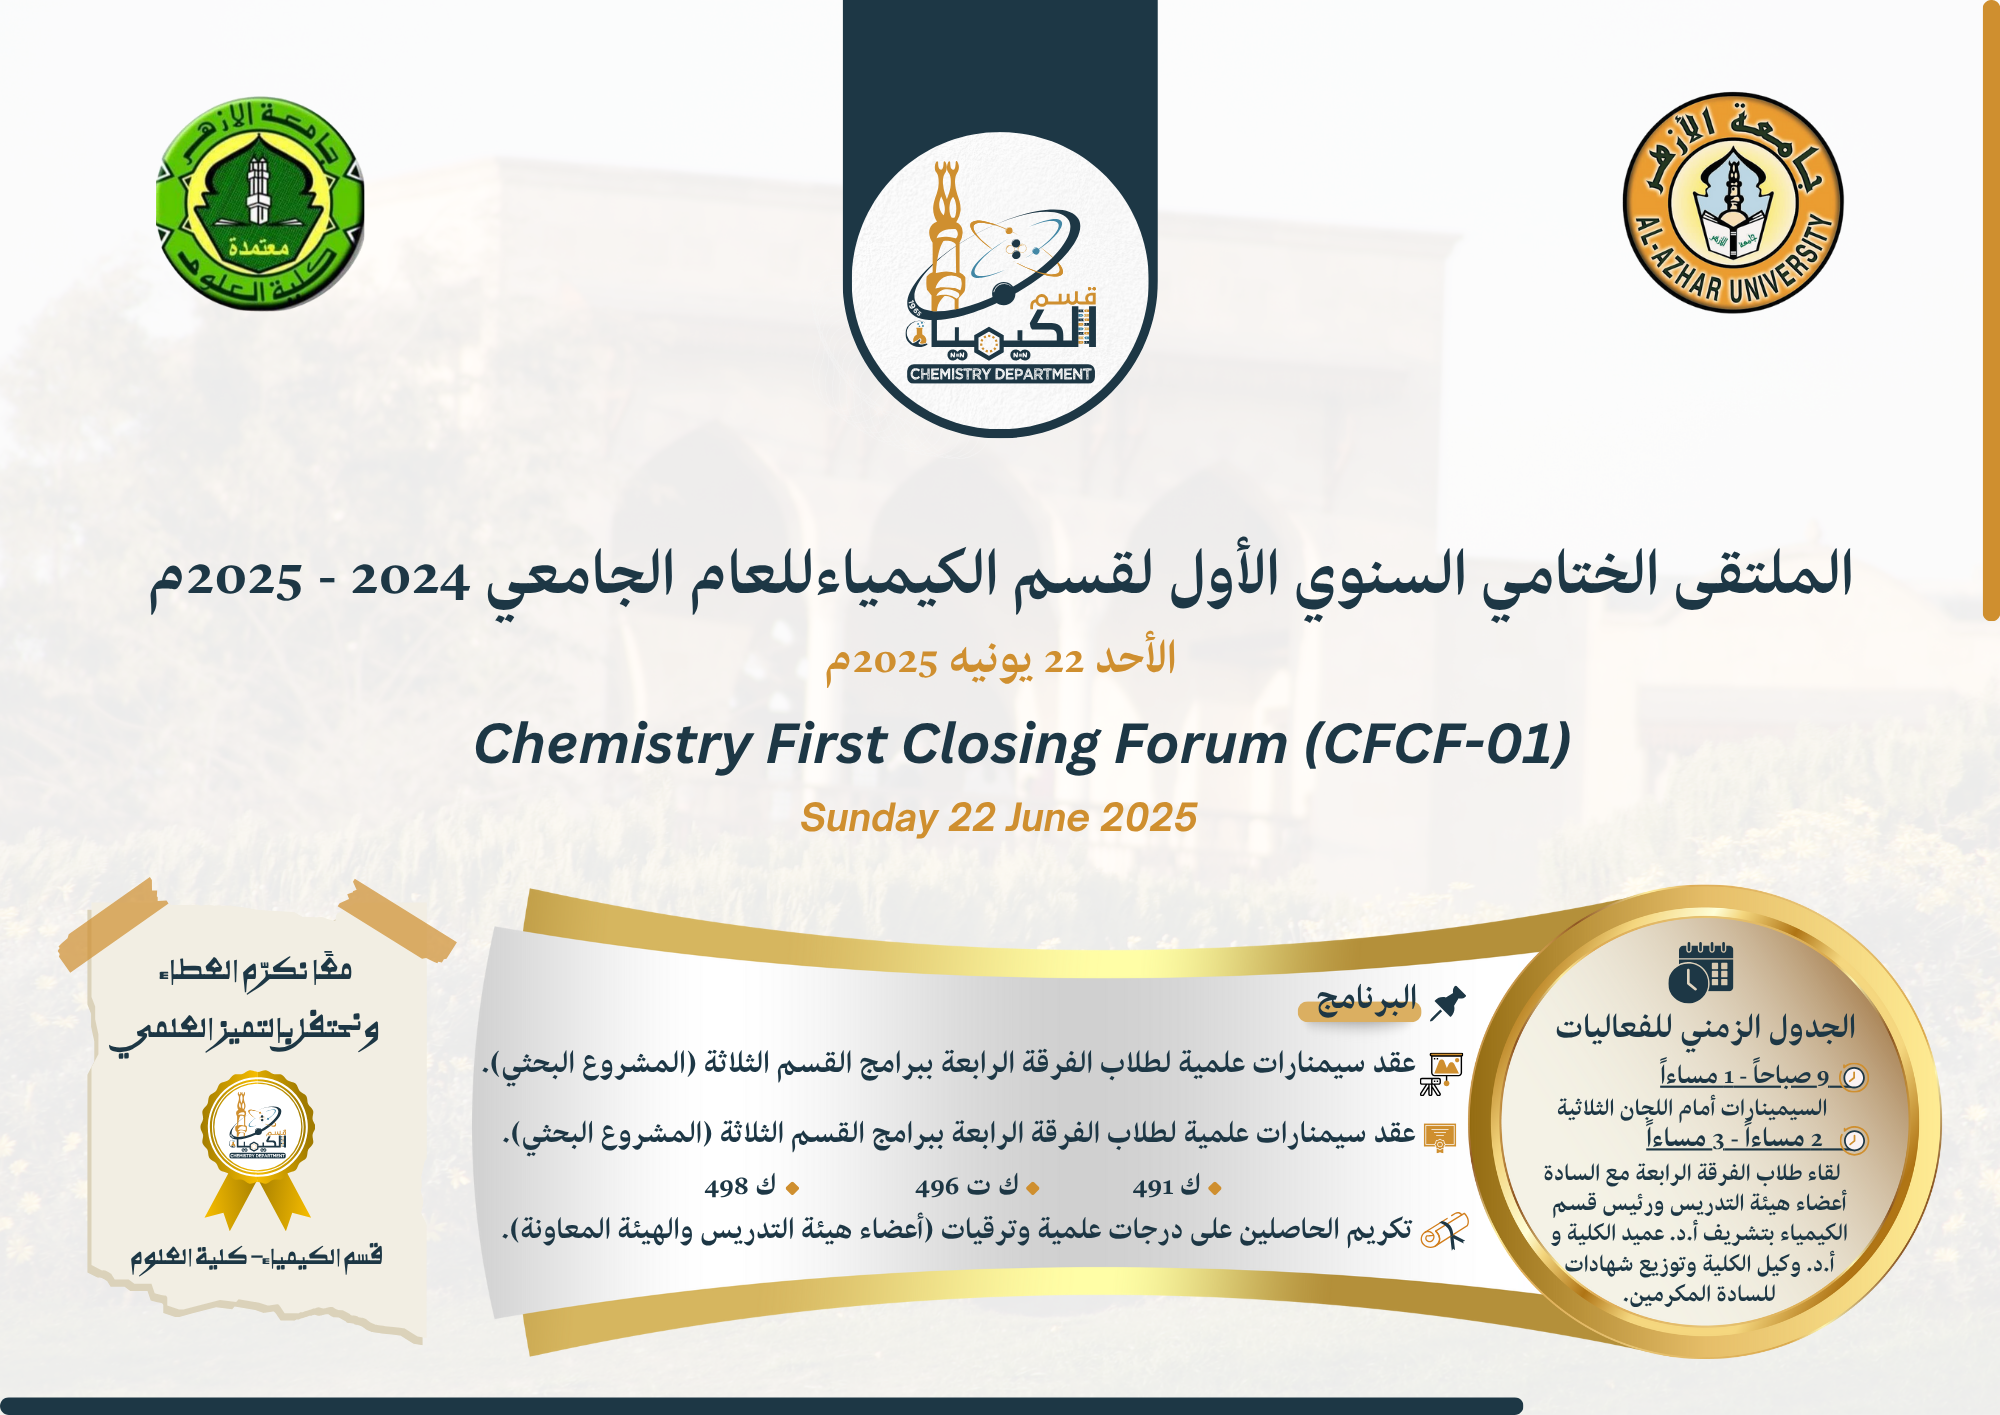 جامعة الأزهر
AL-AZHAR UNIVERSITY
جامعة الأزهر
معتمدة
كلية العلوم
قسم
الكيمياء
1965
N≡N
N≡N
CHEMISTRY DEPARTMENT
الملتقى الختامي السنوي الأول لقسم الكيمياءللعام الجامعي 2024 - 2025م
الأحد 22 يونيه 2025م
Chemistry First Closing Forum (CFCF-01)
Sunday 22 June 2025
الجدول الزمني للفعاليات
9 صباحاً - 1 مساءاً
السيمينارات أمام اللجان الثلاثية
2 مساءاً - 3 مساءاً
لقاء طلاب الفرقة الرابعة مع السادة
أعضاء هيئة التدريس ورئيس قسم
الكيمياء بتشريف أ.د. عميد الكلية و
أ.د. وكيل الكلية وتوزيع شهادات
للسادة المكرمين.
البرنامج
عقد سيمنارات علمية لطلاب الفرقة الرابعة ببرامج القسم الثلاثة (المشروع البحثي).
عقد سيمنارات علمية لطلاب الفرقة الرابعة ببرامج القسم الثلاثة (المشروع البحثي).
ك 491
ك ت 496
ك 498
تكريم الحاصلين على درجات علمية وترقيات (أعضاء هيئة التدريس والهيئة المعاونة).
معًا نكرّم العطاء
ونحتفل بالتميز العلمي
قسم
الكيمياء
CHEMISTRY DEPARTMENT
قسم الكيمياء - كلية العلوم